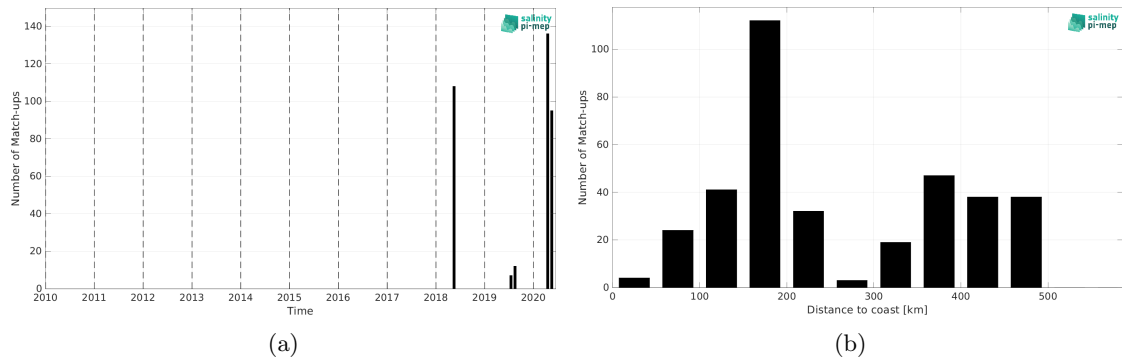 140
120
100
80
60
40
20
0
Number of Match-ups
2010 2011 2012 2013 2014 2015 2016 2017 2018 2019 2020
Time
salinity
pi-mep
(a)
100
80
60
40
20
0
Number of Match-ups
0 100 200 300 400 500
Distance to coast [km]
salinity
pi-mep
(b)